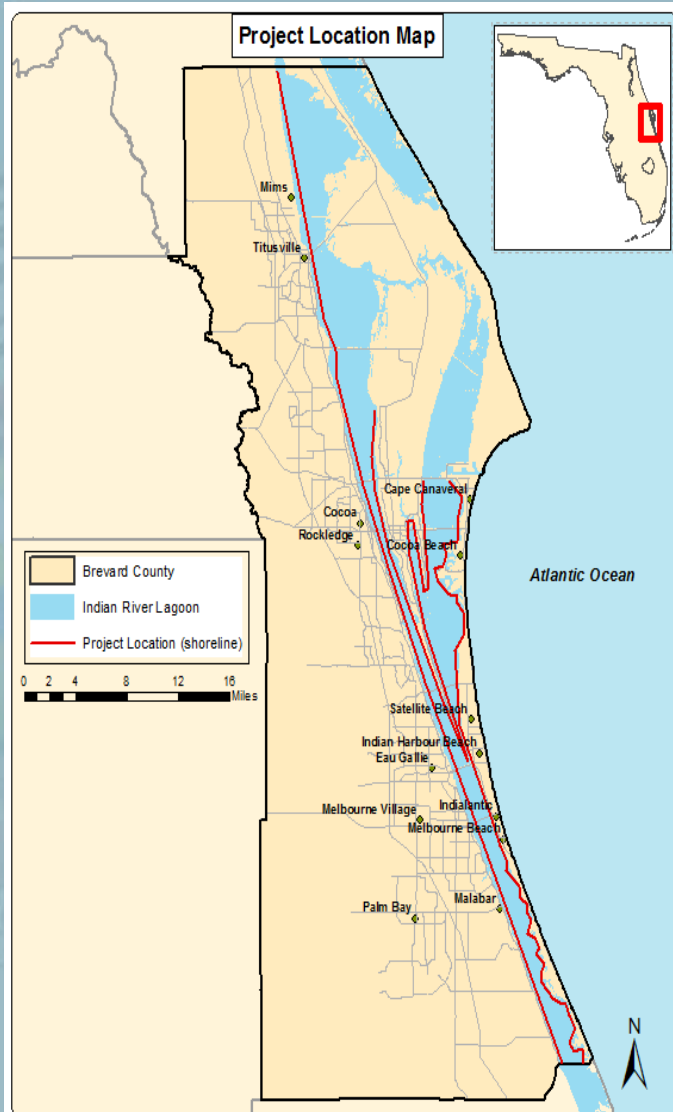 Project Location Map
Mims
Titusville
Cape Canaveral
Cocoa
Rockledge
Cocoa Beach
Brevard County
Indian River Lagoon
Project Location (shoreline)
0 2 4 8 12 16
Miles
Atlantic Ocean
Satellite Beach
Indian Harbour Beach
Eau Gallie
Melbourne Village
Indialantic
Melbourne Beach
Malabar
Palm Bay
N